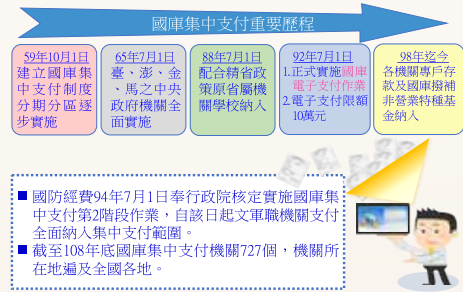 國庫集中支付重要歷程
59年10月1日
建立國庫集
中支付制度
分期分區逐
步實施
65年7月1日
臺、澎、金
、馬之中央
政府機關全
面實施
88年7月1日
配合精省政
策原省屬機
關學校納入
92年7月1日
1.正式實施國庫
電子支付作業
2.電子支付限額
10萬元
98年迄今
各機關專戶存
款及國庫撥補
非營業特種基
金納入
■ 國防經費94年7月1日奉行政院核定實施國庫集
中支付第2階段作業，自該日起文軍職機關支付
全面納入集中支付範圍。
■ 截至108年底國庫集中支付機關727個，機關所
在地遍及全國各地。